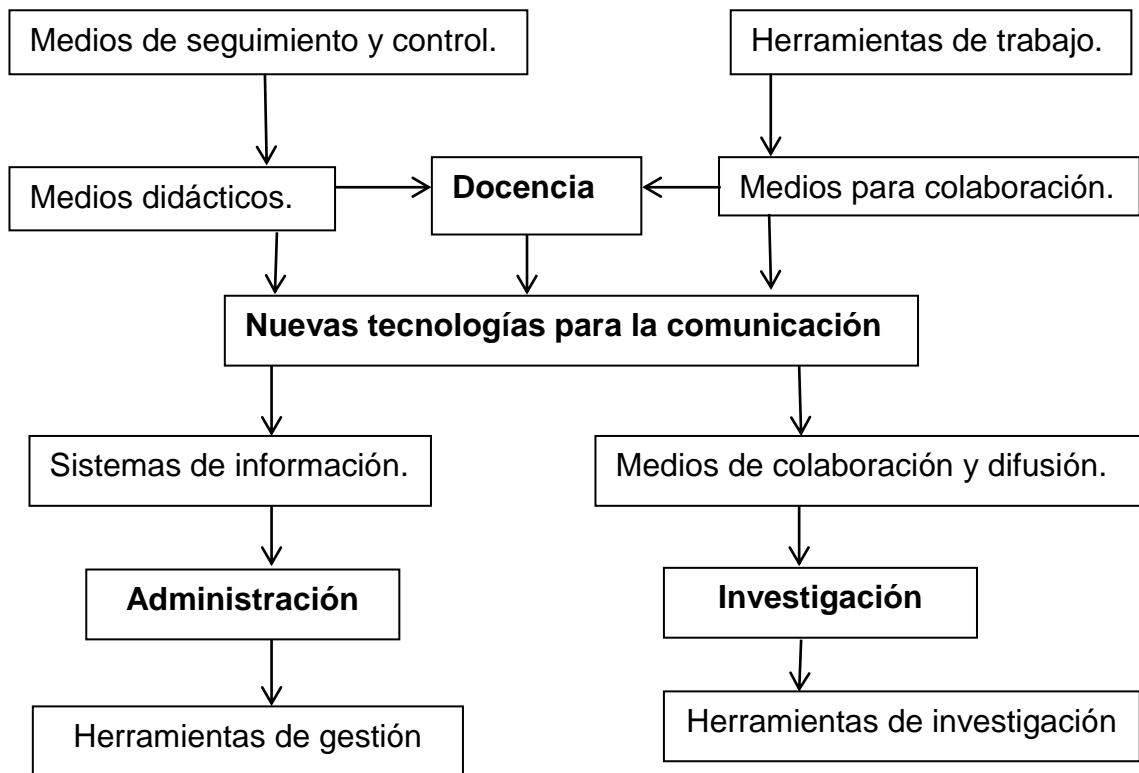 Medios de seguimiento y control.
Herramientas de trabajo.
Medios didácticos.
Docencia
Medios para colaboración.
Nuevas tecnologías para la comunicación
Sistemas de información.
Medios de colaboración y difusión.
Administración
Investigación
Herramientas de gestión
Herramientas de investigación